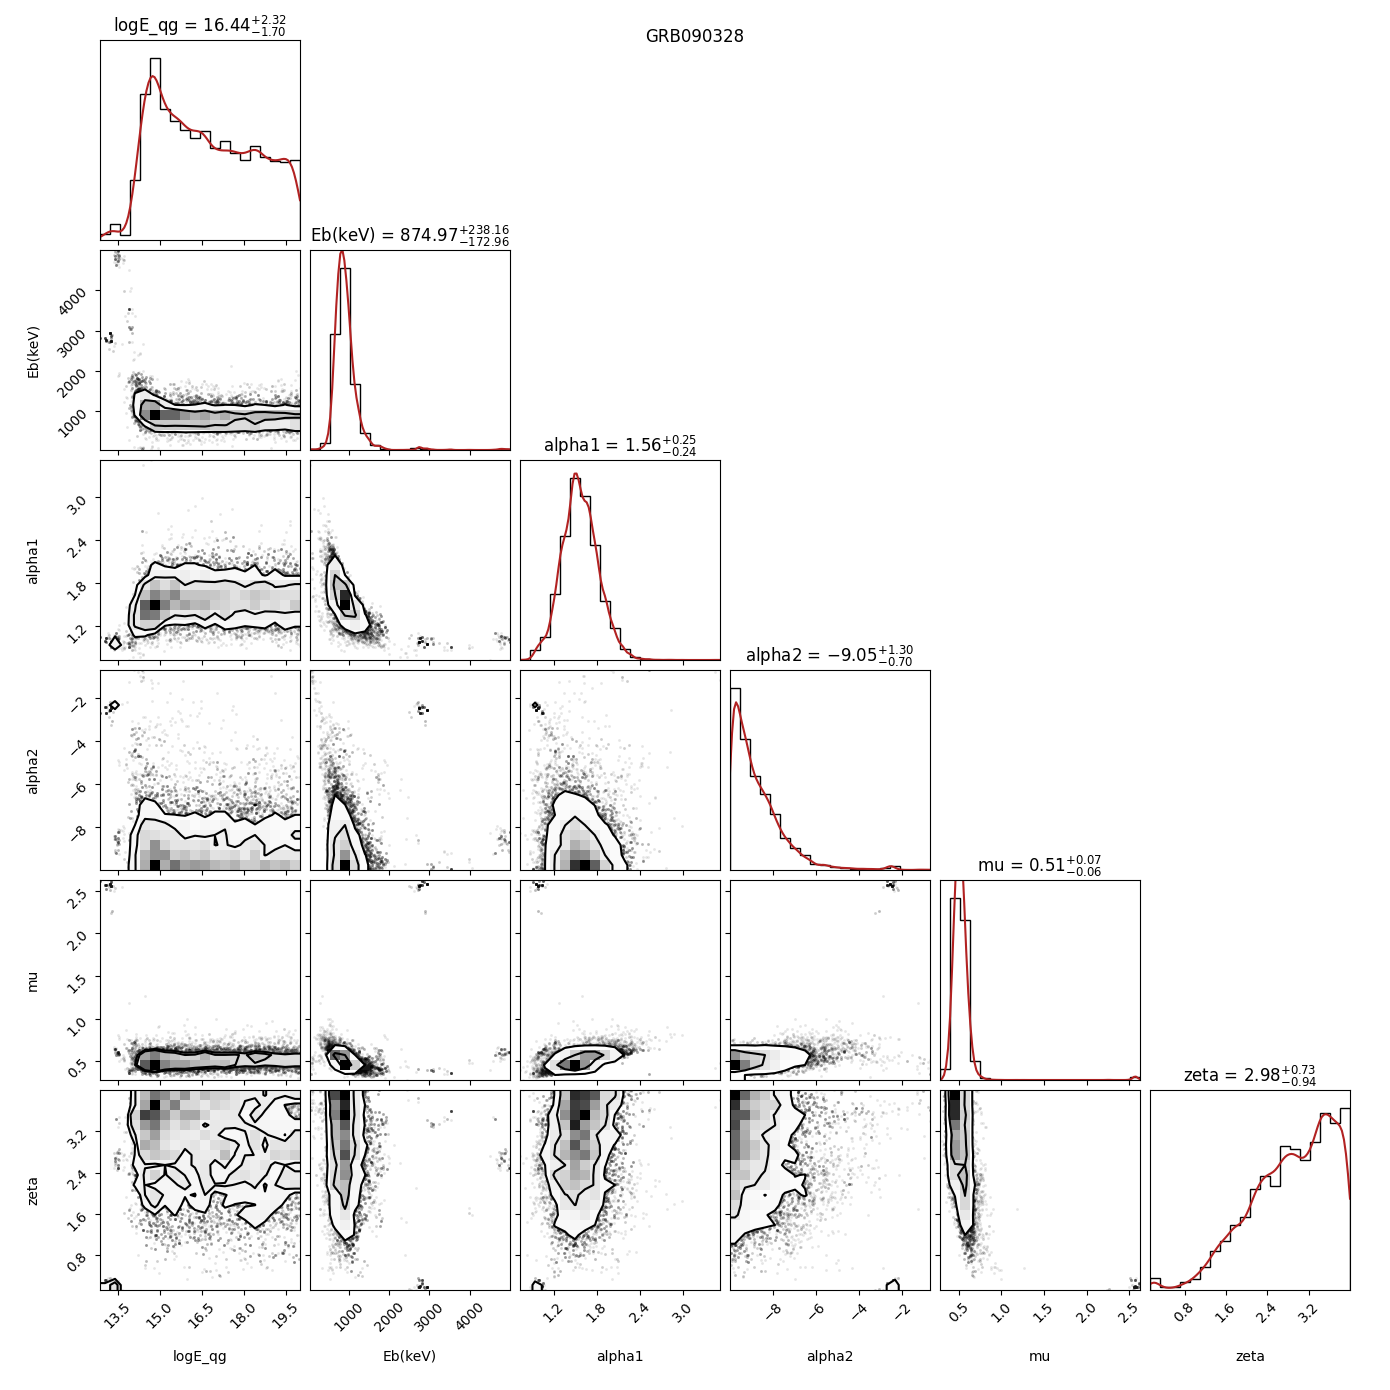 logE_qg = 16.44+2.32−1.70
GRB090328
Eb(keV) = 874.97+238.16−172.96
4000
3000
2000
1000
Eb(keV)
alpha1 = 1.56+0.25−0.24
3.0
2.4
1.8
1.2
alpha1
alpha2 = −9.05+1.30−0.70
−2
−4
−6
−8
alpha2
mu = 0.51+0.07−0.06
2.5
2.0
1.5
1.0
0.5
mu
zeta = 2.98+0.73−0.94
3.2
2.4
1.6
0.8
zeta
13.5 15.0 16.5 18.0 19.5 1000 2000 3000 4000 1.2 1.8 2.4 3.0 −8 −6 −4 −2 0.5 1.0 1.5 2.0 2.5 0.8 1.6 2.4 3.2
logE_qg Eb(keV) alpha1 alpha2 mu zeta